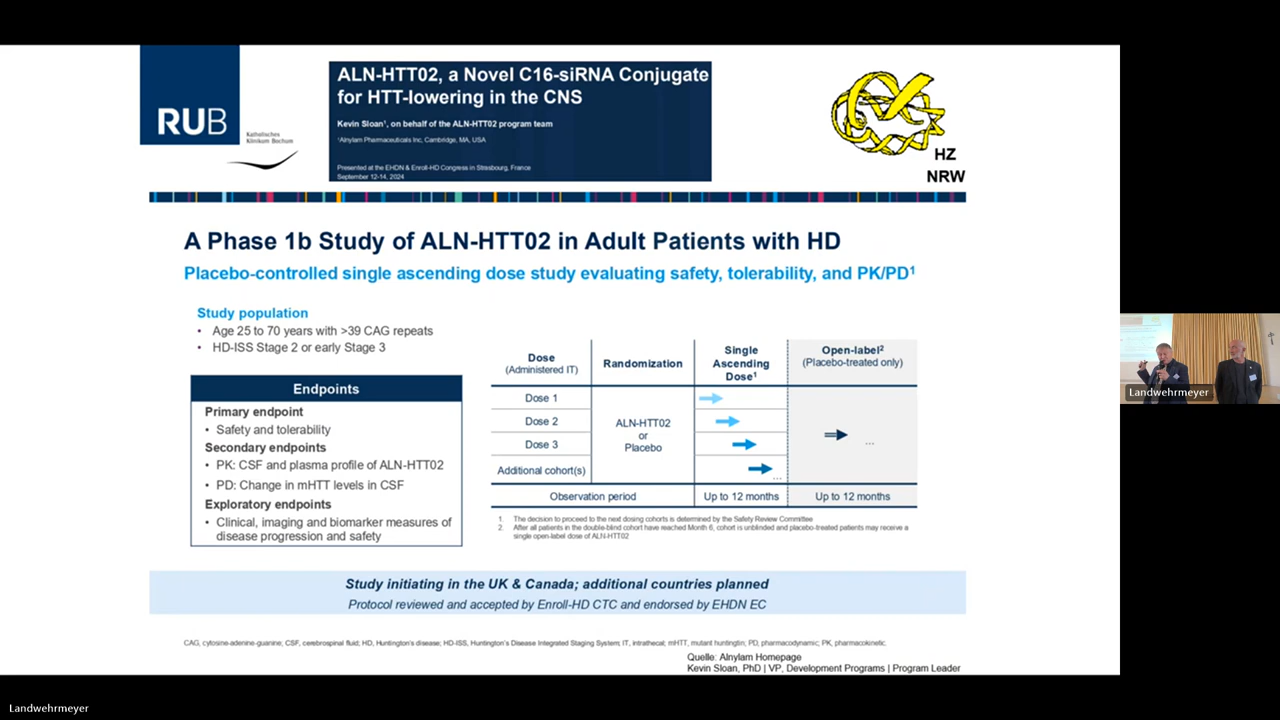 RUB
Katholisches
Klinikum Bochum
ALN-HTT02, a Novel C16-siRNA Conjugate
for HTT-lowering in the CNS
Kevin Sloan¹, on behalf of the ALN-HTT02 program team
¹Alnylam Pharmaceuticals Inc, Cambridge, MA, USA
Presented at the EHDN & Enroll-HD Congress in Strasbourg, France
September 12-14, 2024
HZ
NRW
A Phase 1b Study of ALN-HTT02 in Adult Patients with HD
Placebo-controlled single ascending dose study evaluating safety, tolerability, and PK/PD¹
Study population
• Age 25 to 70 years with >39 CAG repeats
• HD-ISS Stage 2 or early Stage 3
Endpoints
Primary endpoint
• Safety and tolerability
Secondary endpoints
• PK: CSF and plasma profile of ALN-HTT02
• PD: Change in mHTT levels in CSF
Exploratory endpoints
• Clinical, imaging and biomarker measures of
disease progression and safety
Dose
(Administered IT)
Randomization
Single
Ascending
Dose¹
Open-label²
(Placebo-treated only)
Dose 1
Dose 2
Dose 3
Additional cohort(s)
ALN-HTT02
or
Placebo
...
...
Observation period
Up to 12 months
Up to 12 months
1. The decision to proceed to the next dosing cohorts is determined by the Safety Review Committee
2. After all patients in the double-blind cohort have reached Month 6, cohort is unblinded and placebo-treated patients may receive a
single open-label dose of ALN-HTT02
Study initiating in the UK & Canada; additional countries planned
Protocol reviewed and accepted by Enroll-HD CTC and endorsed by EHDN EC
CAG, cytosine-adenine-guanine; CSF, cerebrospinal fluid; HD, Huntington's disease; HD-ISS, Huntington's Disease Integrated Staging System; IT, intrathecal; mHTT, mutant huntingtin; PD, pharmacodynamic; PK, pharmacokinetic.
Quelle: Alnylam Homepage
Kevin Sloan, PhD | VP, Development Programs | Program Leader
Landwehrmeyer
Landwehrmeyer